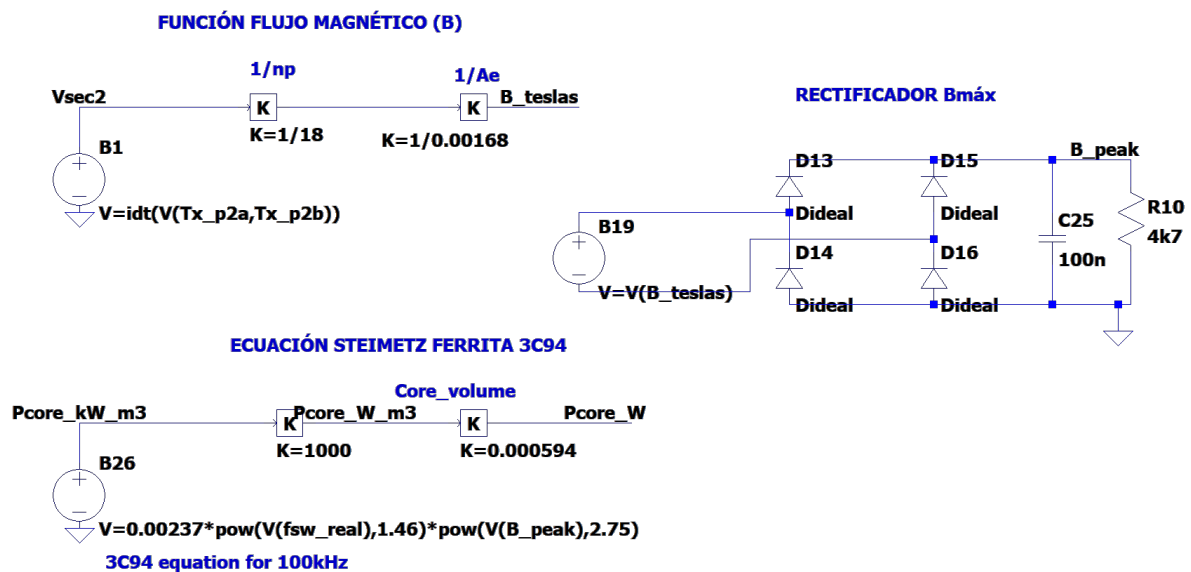 FUNCIÓN FLUJO MAGNÉTICO (B)
1/np
1/Ae
Vsec2
K
K
B_teslas
K=1/18
K=1/0.00168
B1
V=idt(V(Tx_p2a,Tx_p2b))
RECTIFICADOR Bmáx
B_peak
D13
D15
Dideal
Dideal
B19
V=V(B_teslas)
D14
D16
Dideal
Dideal
C25
100n
R10
4k7
ECUACIÓN STEIMETZ FERRITA 3C94
Core_volume
Pcore_kW_m3
K
Pcore_W_m3
K
Pcore_W
K=1000
K=0.000594
B26
V=0.00237*pow(V(fsw_real),1.46)*pow(V(B_peak),2.75)
3C94 equation for 100kHz